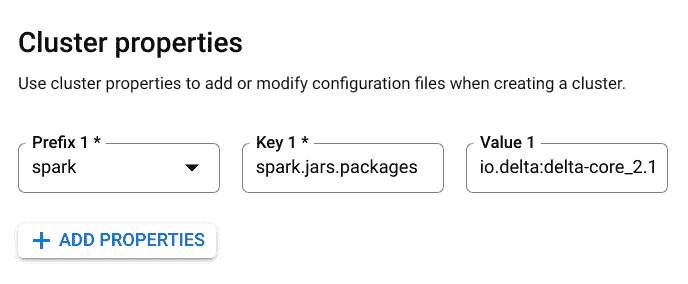 Cluster properties
Use cluster properties to add or modify configuration files when creating a cluster.
Prefix 1 * Key 1 * Value 1
spark spark.jars.packages io.delta:delta-core_2.1
+ ADD PROPERTIES